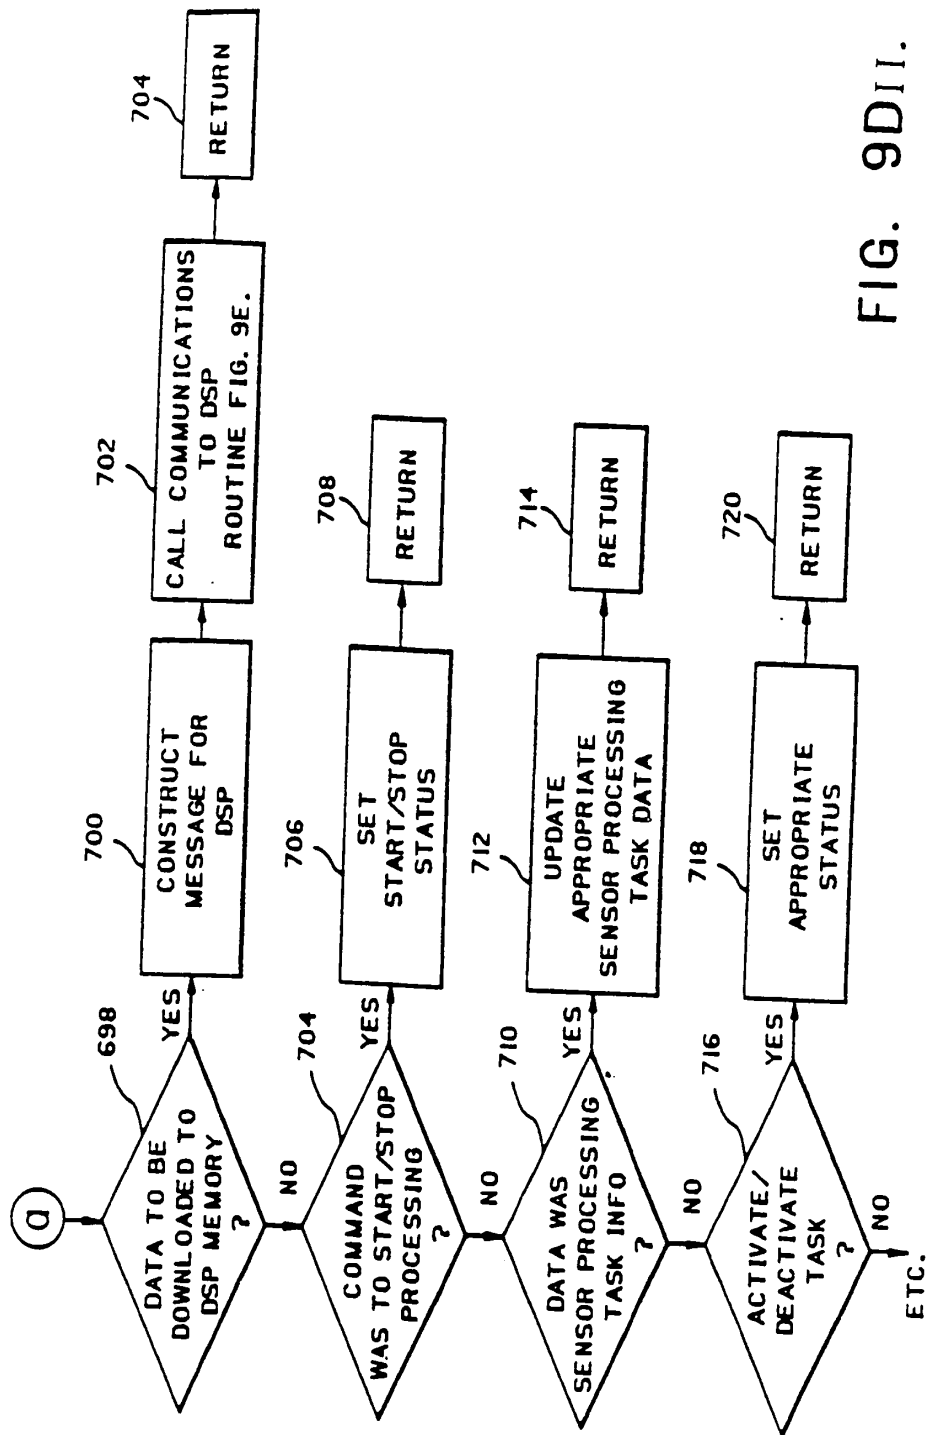 a
698
DATA TO BE
DOWNLOADED TO
DSP MEMORY
?
YES
NO
700
CONSTRUCT
MESSAGE FOR
DSP
702
CALL COMMUNICATIONS
TO DSP
ROUTINE FIG. 9E.
704
RETURN
704
COMMAND
WAS TO START/STOP
PROCESSING
?
YES
NO
706
SET
START/STOP
STATUS
708
RETURN
710
DATA WAS
SENSOR PROCESSING
TASK INFO
?
YES
NO
712
UPDATE
APPROPRIATE
SENSOR PROCESSING
TASK DATA
714
RETURN
716
ACTIVATE/
DEACTIVATE
TASK
?
YES
NO
ETC.
718
SET
APPROPRIATE
STATUS
720
RETURN
FIG. 9DII.